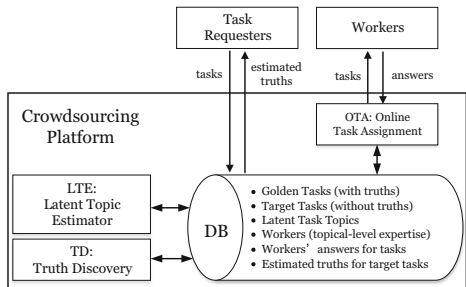 Task
Requesters
Workers
tasks
estimated
truths
tasks
answers
Crowdsourcing
Platform
OTA: Online
Task Assignment
LTE:
Latent Topic
Estimator
TD:
Truth Discovery
DB
• Golden Tasks (with truths)
• Target Tasks (without truths)
• Latent Task Topics
• Workers (topical-level expertise)
• Workers' answers for tasks
• Estimated truths for target tasks